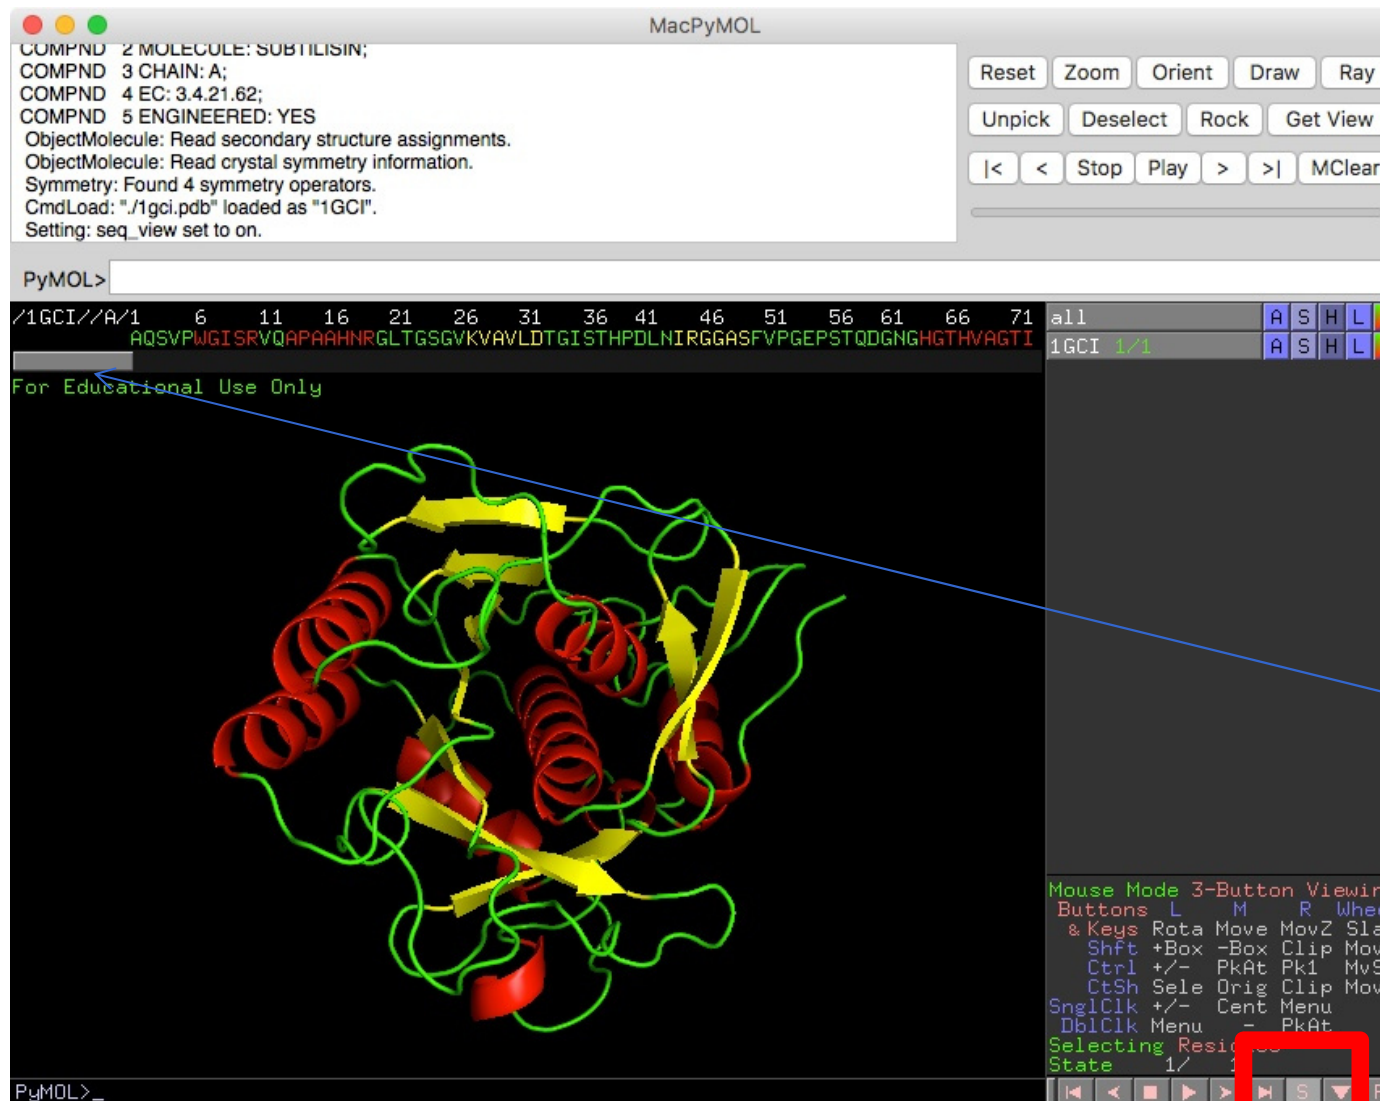 MacPyMOL
COMPND 2 MOLECULE: SUBTILISIN;
COMPND 3 CHAIN: A;
COMPND 4 EC: 3.4.21.62;
COMPND 5 ENGINEERED: YES
ObjectMolecule: Read secondary structure assignments.
ObjectMolecule: Read crystal symmetry information.
Symmetry: Found 4 symmetry operators.
CmdLoad: "./1gci.pdb" loaded as "1GCI".
Setting: seq_view set to on.
Reset Zoom Orient Draw Ray
Unpick Deselect Rock Get View
|< < Stop Play > >| MClear
PyMOL>
/1GCI//A/1 6 11 16 21 26 31 36 41 46 51 56 61 66 71
AQSVPWGISRVQAPAAHNRGLTGSGVKVAVLDTGISTHPDLNIRGGASFVPGEPSTQDGNGHGTHVAGTI
all A S H L
1GCI 1/1 A S H L
For Educational Use Only
Mouse Mode 3-Button Viewin
Buttons L M R Whee
& Keys Rota Move MovZ Sla
Shft +Box -Box Clip Mov
Ctrl +/- PkAt Pk1 MvS
CtSh Sele Orig Clip Mov
SnglClk +/- Cent Menu
DblClk Menu - PkAt
Selecting
State 1/
PyMOL>_
S